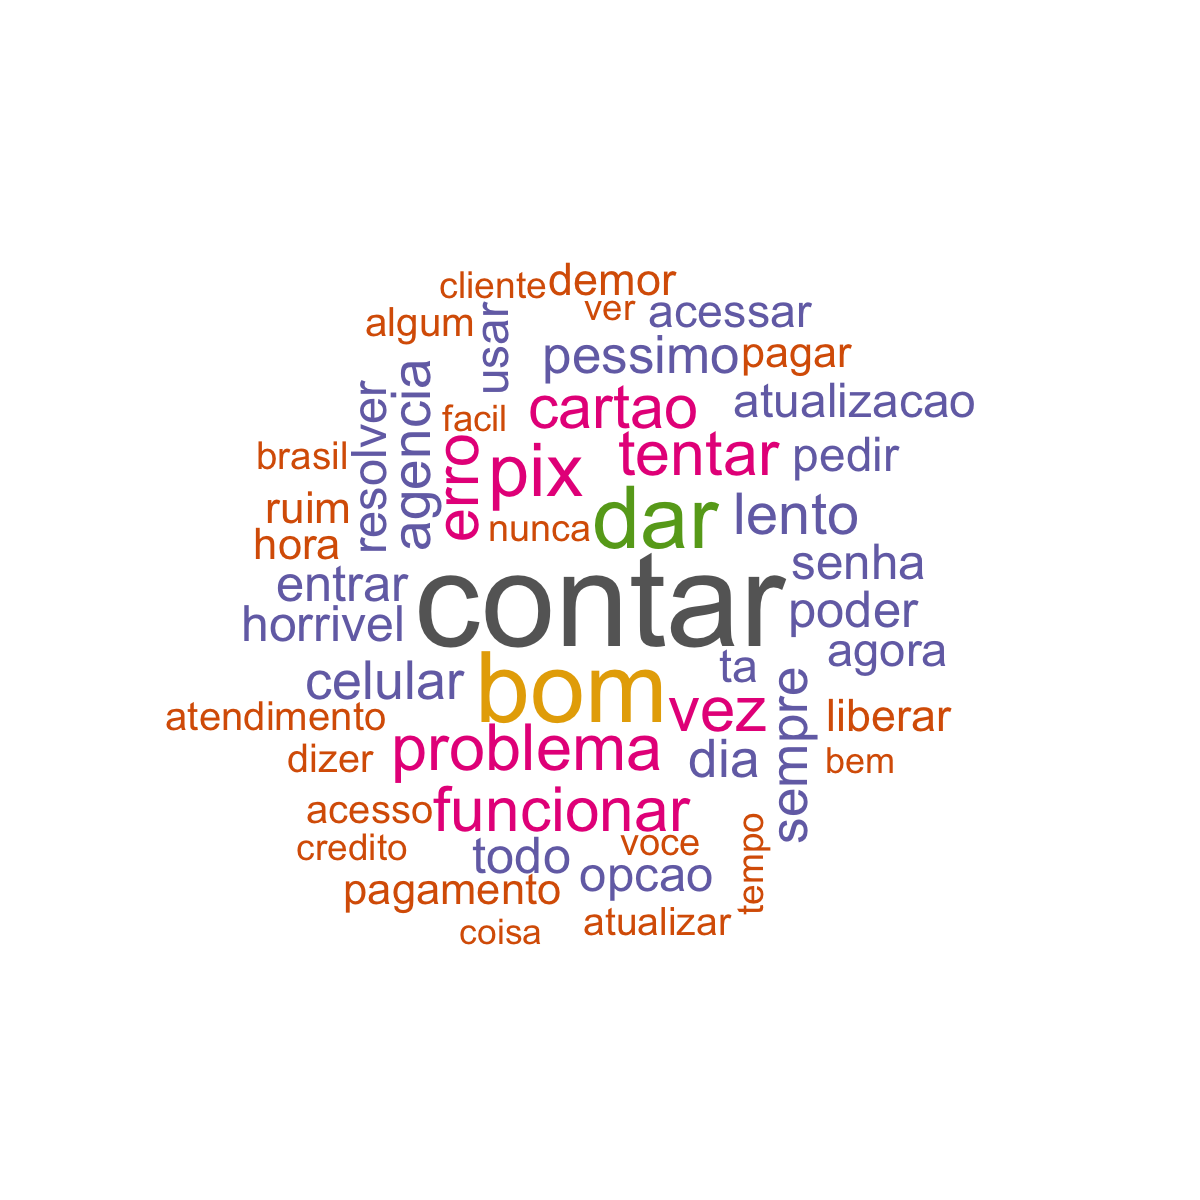 cliente demor
algum usar ver acessar
pessimo pagar
resolver agencia facil cartao atualizacao
brasil erro pix tentar pedir
ruim nunca dar lento
hora
entrar contar senha
horrivel poder
celular bom ta agora
atendimento vez sempre liberar
dizer problema dia bem
acesso funcionar
credito todo voce tempo
pagamento opcao
coisa atualizar